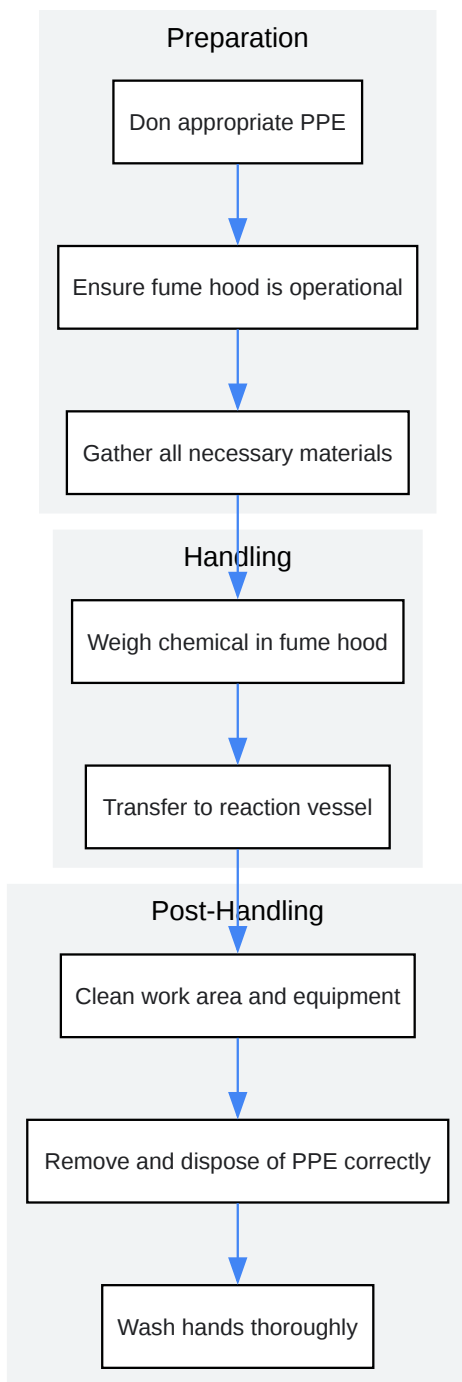 Preparation
Don appropriate PPE
Ensure fume hood is operational
Gather all necessary materials
Handling
Weigh chemical in fume hood
Transfer to reaction vessel
Post-Handling
Clean work area and equipment
Remove and dispose of PPE correctly
Wash hands thoroughly